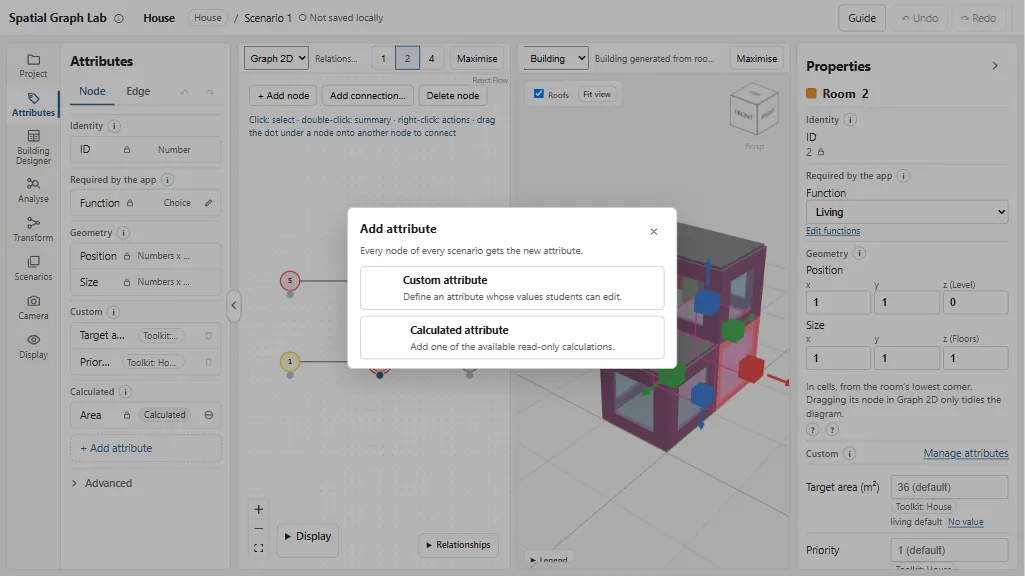 Spatial Graph Lab
House
House
/ Scenario 1
Not saved locally
Guide
Undo
Redo
Project
Attributes
Building Designer
Analyse
Transform
Scenarios
Camera
Display
Attributes
Node
Edge
Identity
ID
Number
Required by the app
Function
Choice
Geometry
Position
Numbers x ...
Size
Numbers x ...
Custom
Target a...
Toolkit:...
Prior...
Toolkit: Ho...
Calculated
Area
Calculated
+ Add attribute
Advanced
Graph 2D
Relations...
1
2
4
Maximise
React Flow
+ Add node
Add connection...
Delete node
Click: select · double-click: summary · right-click: actions · drag
the dot under a node onto another node to connect
5
1
Display
Relationships
Building
Building generated from roo...
Maximise
Roofs
Fit view
FRONT
RIGHT
Persp
Legend
Add attribute
Every node of every scenario gets the new attribute.
Custom attribute
Define an attribute whose values students can edit.
Calculated attribute
Add one of the available read-only calculations.
Properties
Room 2
Identity
ID
2
Required by the app
Function
Living
Edit functions
Geometry
Position
x
y
z (Level)
1
1
0
Size
x
y
z (Floors)
1
1
1
In cells, from the room's lowest corner.
Dragging its node in Graph 2D only tidies the
diagram.
Custom
Manage attributes
Target area (m²)
36 (default)
Toolkit: House
living default
No value
Priority
1 (default)
Toolkit: House